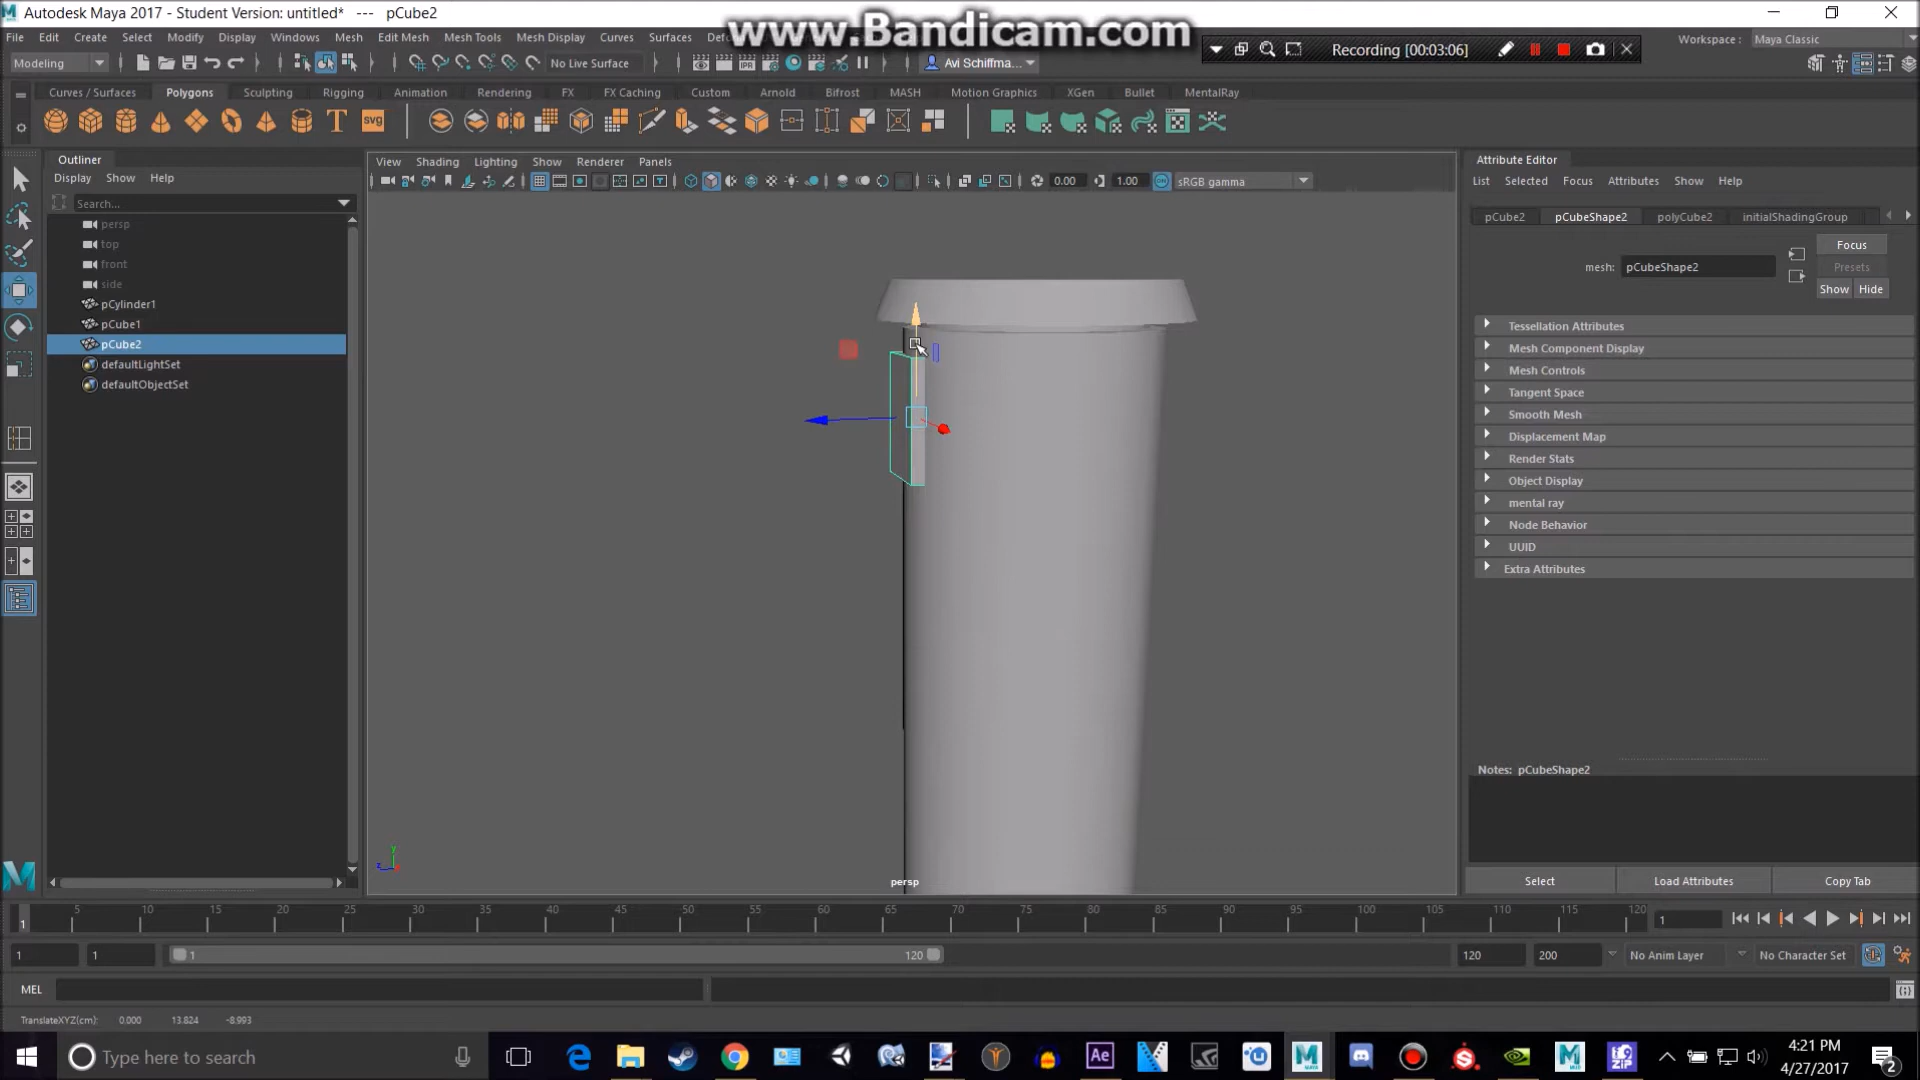 Autodesk Maya 2017 - Student Version: untitled* --- pCube2
www.Bandicam.com
Recording [00:03:06]
File Edit Create Select Modify Display Windows Mesh Edit Mesh Mesh Tools Mesh Display Curves Surfaces
Workspace : Maya Classic
Modeling
No Live Surface
Avi Schiffma...
Curves / Surfaces Polygons Sculpting Rigging Animation Rendering FX FX Caching Custom Arnold Bifrost MASH Motion Graphics XGen Bullet MentalRay
T SVG
Outliner
Display Show Help
Search...
persp
top
front
side
pCylinder1
pCube1
pCube2
defaultLightSet
defaultObjectSet
View Shading Lighting Show Renderer Panels
0.00 1.00 sRGB gamma
y
z
persp
Attribute Editor
List Selected Focus Attributes Show Help
pCube2 pCubeShape2 polyCube2 initialShadingGroup
Focus
mesh: pCubeShape2
Presets
Show Hide
Tessellation Attributes
Mesh Component Display
Mesh Controls
Tangent Space
Smooth Mesh
Displacement Map
Render Stats
Object Display
mental ray
Node Behavior
UUID
Extra Attributes
Notes: pCubeShape2
Select Load Attributes Copy Tab
1 5 10 15 20 25 30 35 40 45 50 55 60 65 70 75 80 85 90 95 100 105 110 115 120
1
1 1 1 120 120 200 No Anim Layer No Character Set
MEL
TranslateXYZ(cm): 0.000 13.824 -8.993
Type here to search
Ae
ZIP
4:21 PM
4/27/2017
2